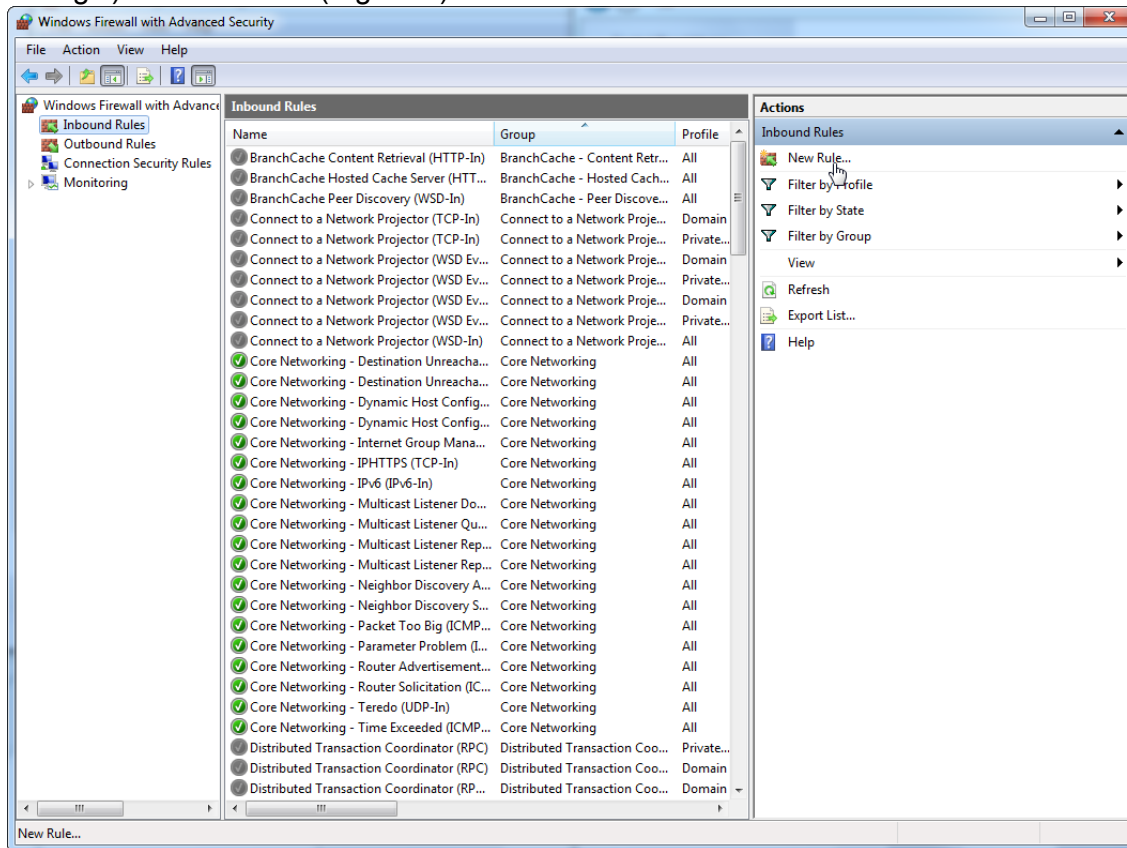 Windows Firewall with Advanced Security
File Action View Help
Windows Firewall with Advance
Inbound Rules
Outbound Rules
Connection Security Rules
Monitoring
Inbound Rules
Name Group Profile
BranchCache Content Retrieval (HTTP-In) BranchCache - Content Retr... All
BranchCache Hosted Cache Server (HTT... BranchCache - Hosted Cach... All
BranchCache Peer Discovery (WSD-In) BranchCache - Peer Discove... All
Connect to a Network Projector (TCP-In) Connect to a Network Proje... Domain
Connect to a Network Projector (TCP-In) Connect to a Network Proje... Private...
Connect to a Network Projector (WSD Ev... Connect to a Network Proje... Domain
Connect to a Network Projector (WSD Ev... Connect to a Network Proje... Private...
Connect to a Network Projector (WSD Ev... Connect to a Network Proje... Domain
Connect to a Network Projector (WSD Ev... Connect to a Network Proje... Private...
Connect to a Network Projector (WSD-In) Connect to a Network Proje... All
Core Networking - Destination Unreacha... Core Networking All
Core Networking - Destination Unreacha... Core Networking All
Core Networking - Dynamic Host Config... Core Networking All
Core Networking - Dynamic Host Config... Core Networking All
Core Networking - Internet Group Mana... Core Networking All
Core Networking - IPHTTPS (TCP-In) Core Networking All
Core Networking - IPv6 (IPv6-In) Core Networking All
Core Networking - Multicast Listener Do... Core Networking All
Core Networking - Multicast Listener Qu... Core Networking All
Core Networking - Multicast Listener Rep... Core Networking All
Core Networking - Multicast Listener Rep... Core Networking All
Core Networking - Neighbor Discovery A... Core Networking All
Core Networking - Neighbor Discovery S... Core Networking All
Core Networking - Packet Too Big (ICMP... Core Networking All
Core Networking - Parameter Problem (I... Core Networking All
Core Networking - Router Advertisement... Core Networking All
Core Networking - Router Solicitation (IC... Core Networking All
Core Networking - Teredo (UDP-In) Core Networking All
Core Networking - Time Exceeded (ICMP... Core Networking All
Distributed Transaction Coordinator (RPC) Distributed Transaction Coo... Private...
Distributed Transaction Coordinator (RPC) Distributed Transaction Coo... Domain
Distributed Transaction Coordinator (RP... Distributed Transaction Coo... Domain
Actions
Inbound Rules
New Rule...
Filter by Profile
Filter by State
Filter by Group
View
Refresh
Export List...
Help
New Rule...